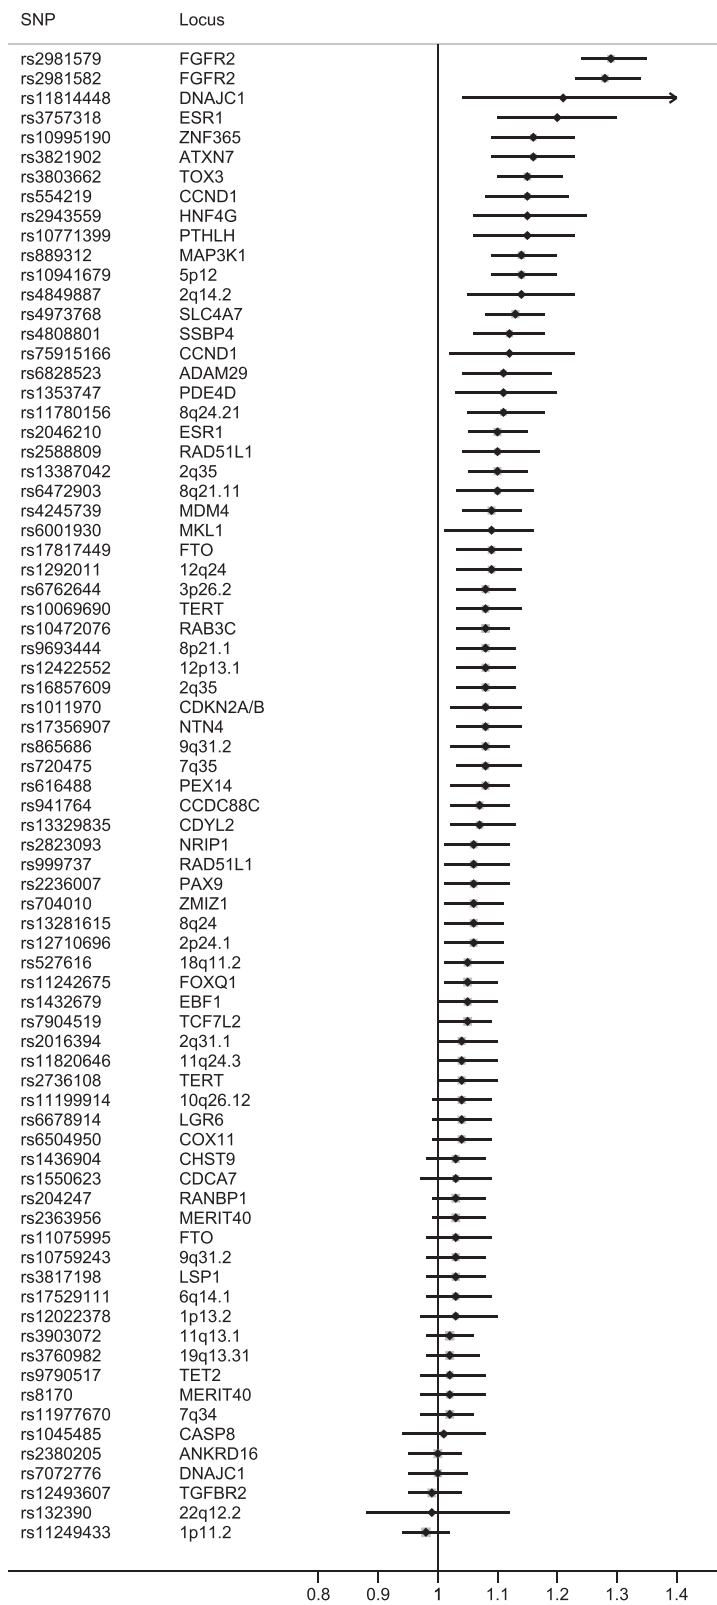 SNP Locus
rs2981579 FGFR2
rs2981582 FGFR2
rs11814448 DNAJC1
rs3757318 ESR1
rs10995190 ZNF365
rs3821902 ATXN7
rs3803662 TOX3
rs554219 CCND1
rs2943559 HNF4G
rs10771399 PTHLH
rs889312 MAP3K1
rs10941679 5p12
rs4849887 2q14.2
rs4973768 SLC4A7
rs4808801 SSBP4
rs75915166 CCND1
rs6828523 ADAM29
rs1353747 PDE4D
rs11780156 8q24.21
rs2046210 ESR1
rs2588809 RAD51L1
rs13387042 2q35
rs6472903 8q21.11
rs4245739 MDM4
rs6001930 MKL1
rs17817449 FTO
rs1292011 12q24
rs6762644 3p26.2
rs10069690 TERT
rs10472076 RAB3C
rs9693444 8p21.1
rs12422552 12p13.1
rs16857609 2q35
rs1011970 CDKN2A/B
rs17356907 NTN4
rs865686 9q31.2
rs720475 7q35
rs616488 PEX14
rs941764 CCDC88C
rs13329835 CDYL2
rs2823093 NRIP1
rs999737 RAD51L1
rs2236007 PAX9
rs704010 ZMIZ1
rs13281615 8q24
rs12710696 2p24.1
rs527616 18q11.2
rs11242675 FOXQ1
rs1432679 EBF1
rs7904519 TCF7L2
rs2016394 2q31.1
rs11820646 11q24.3
rs2736108 TERT
rs11199914 10q26.12
rs6678914 LGR6
rs6504950 COX11
rs1436904 CHST9
rs1550623 CDCA7
rs204247 RANBP1
rs2363956 MERIT40
rs11075995 FTO
rs10759243 9q31.2
rs3817198 LSP1
rs17529111 6q14.1
rs12022378 1p13.2
rs3903072 11q13.1
rs3760982 19q13.31
rs9790517 TET2
rs8170 MERIT40
rs11977670 7q34
rs1045485 CASP8
rs2380205 ANKRD16
rs7072776 DNAJC1
rs12493607 TGFBR2
rs132390 22q12.2
rs11249433 1p11.2
0.8 0.9 1 1.1 1.2 1.3 1.4